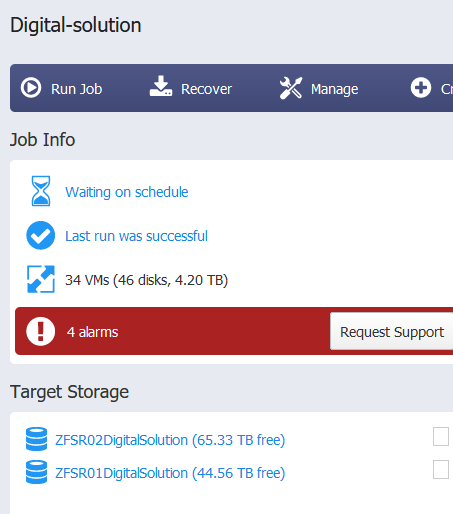 Digital-solution
Run Job Recover Manage Cr
Job Info
Waiting on schedule
Last run was successful
34 VMs (46 disks, 4.20 TB)
4 alarms Request Support
Target Storage
ZFSR02DigitalSolution (65.33 TB free)
ZFSR01DigitalSolution (44.56 TB free)